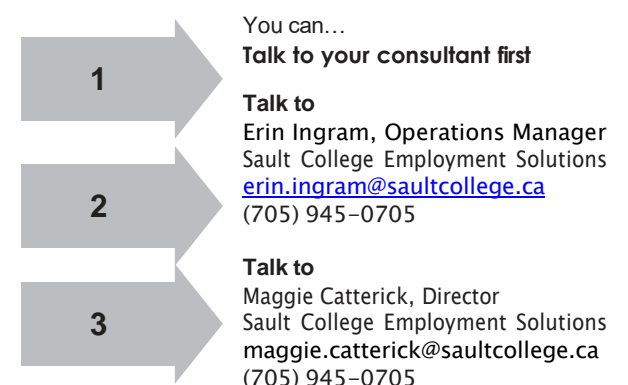 You can…
1
Talk to your consultant first
Talk to
Erin Ingram, Operations Manager
Sault College Employment Solutions
erin.ingram@saultcollege.ca
2
(705) 945-0705
Talk to
Maggie Catterick, Director
3
Sault College Employment Solutions
maggie.catterick@saultcollege.ca
(705) 945-0705